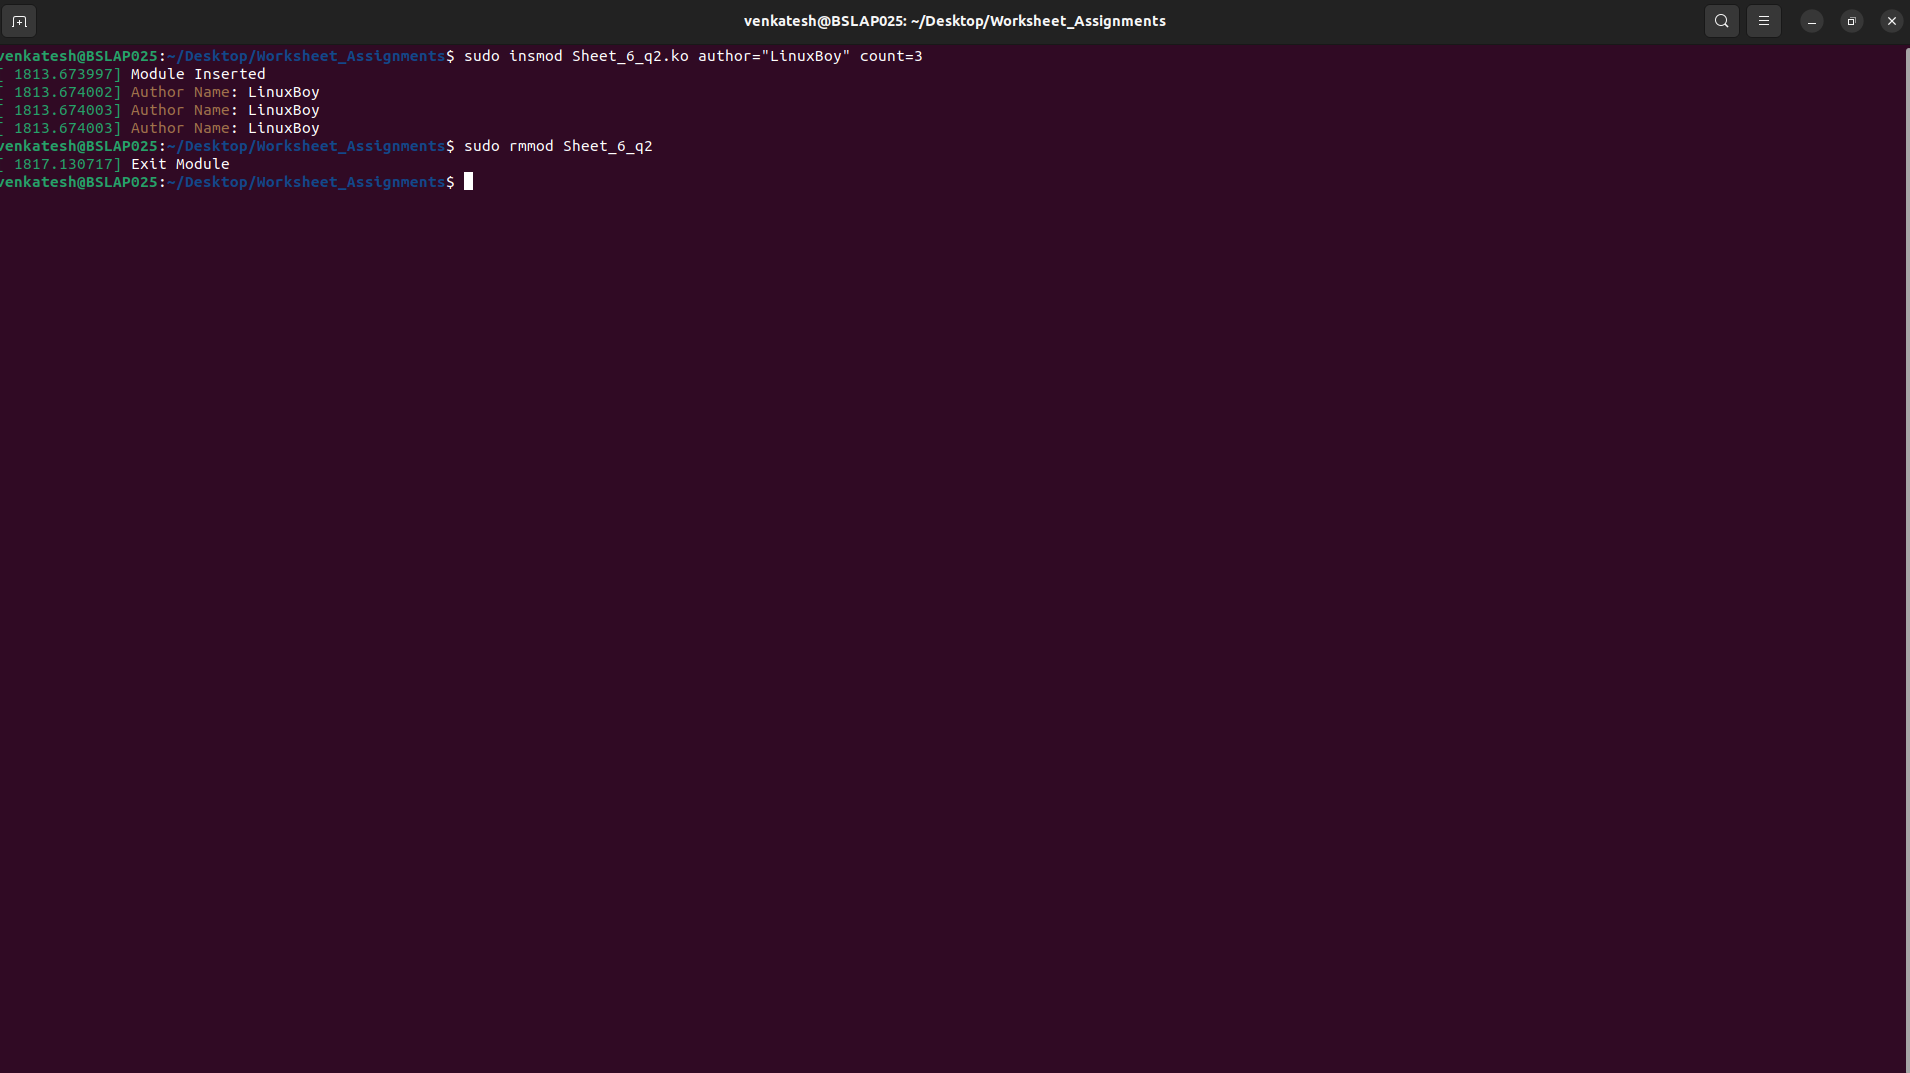 venkatesh@BSLAP025: ~/Desktop/Worksheet_Assignments
venkatesh@BSLAP025:~/Desktop/Worksheet_Assignments$ sudo insmod Sheet_6_q2.ko author="LinuxBoy" count=3
[ 1813.673997] Module Inserted
[ 1813.674002] Author Name: LinuxBoy
[ 1813.674003] Author Name: LinuxBoy
[ 1813.674003] Author Name: LinuxBoy
venkatesh@BSLAP025:~/Desktop/Worksheet_Assignments$ sudo rmmod Sheet_6_q2
[ 1817.130717] Exit Module
venkatesh@BSLAP025:~/Desktop/Worksheet_Assignments$